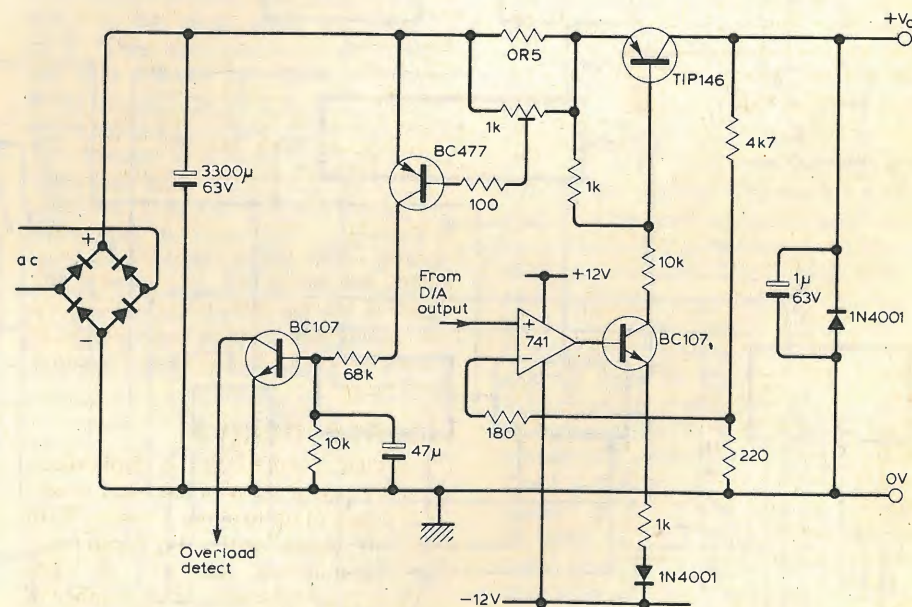 +Vc
0R5
TIP146
1k
4k7
BC477
3300µ
63V
1k
100
+
ac
-
10k
From
D/A
output
+12V
1µ
63V
BC107
+
741
-
BC107
1N4001
68k
180
10k
47µ
220
0V
1k
Overload
detect
1N4001
-12V